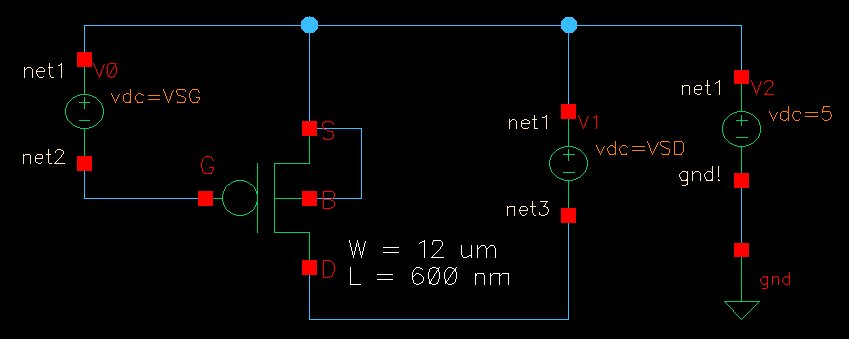 net1
V0
vdc=VSG
net2
G
S
B
D
W = 12 um
L = 600 nm
net1
V1
vdc=VSD
net3
net1
V2
vdc=5
gnd!
gnd